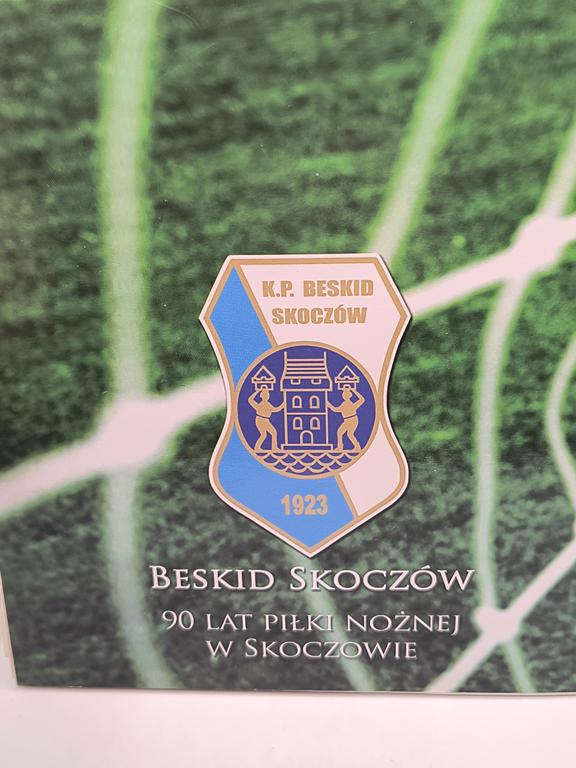 K.P. BESKID
SKOCZÓW
1923
BESKID SKOCZÓW
90 LAT PIŁKI NOŻNEJ
W SKOCZOWIE